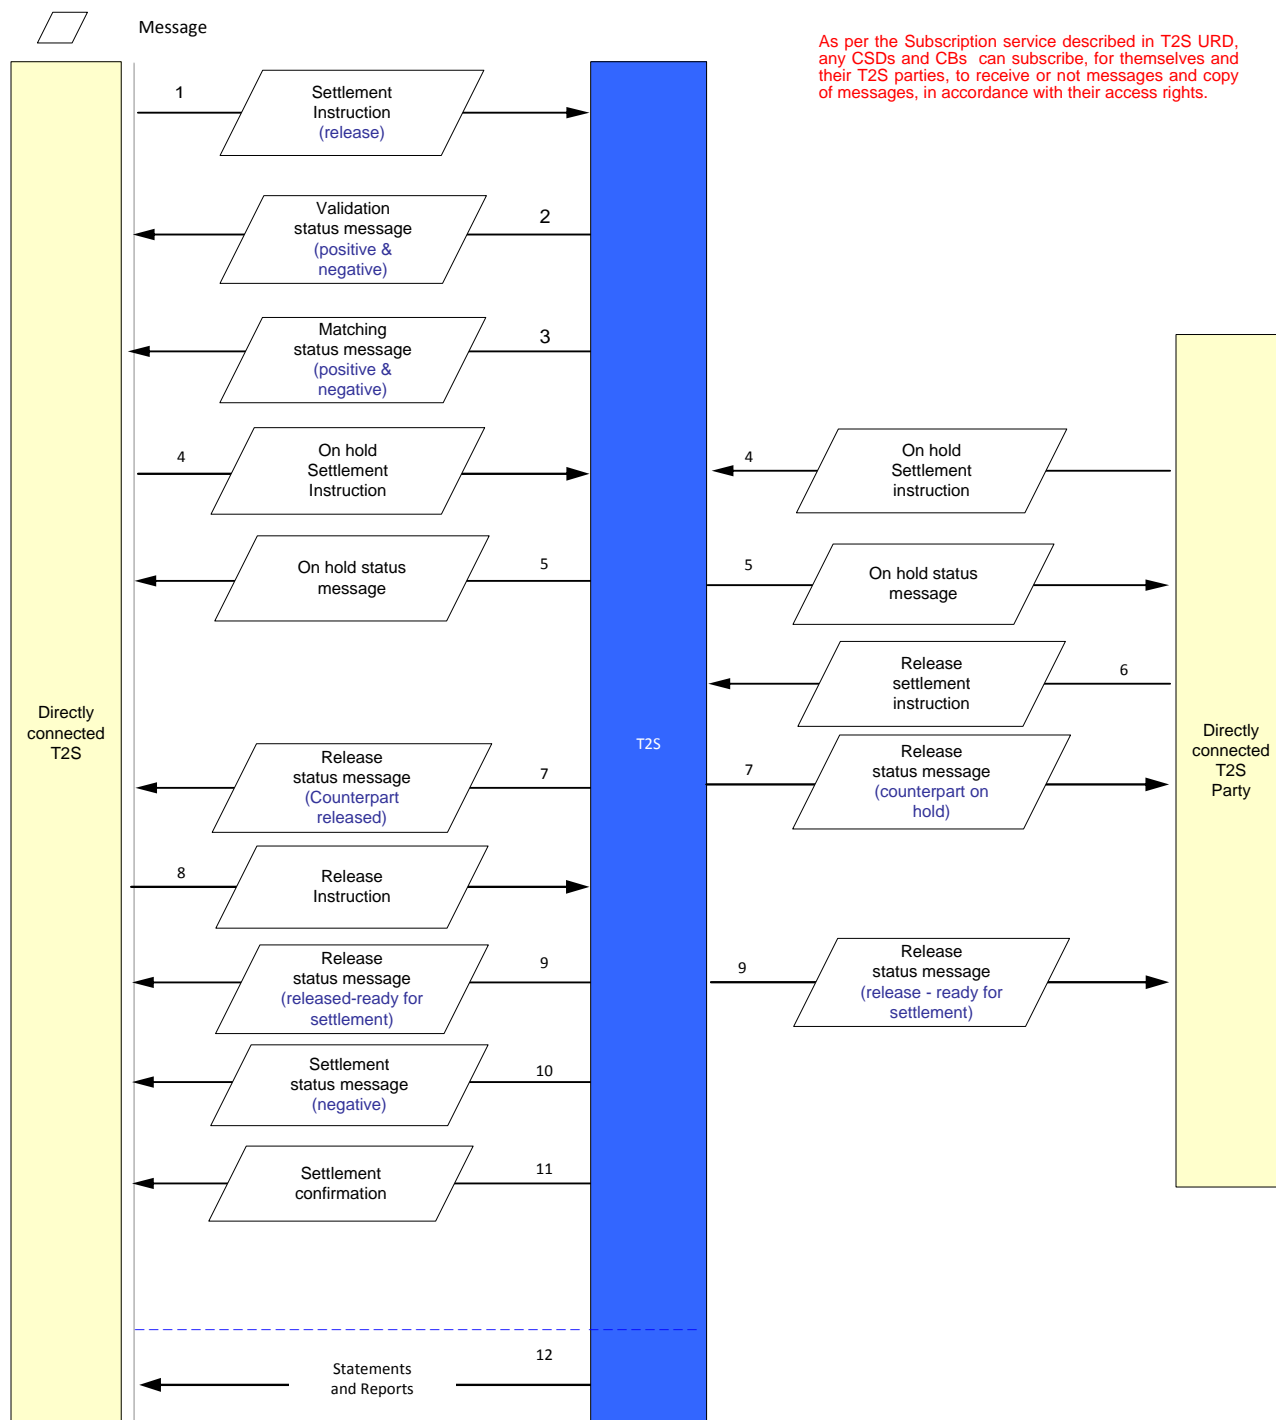 Message
As per the Subscription service described in T2S URD,
any CSDs and CBs can subscribe, for themselves and
their T2S parties, to receive or not messages and copy
of messages, in accordance with their access rights.
1
Settlement
Instruction
(release)
Validation
status message
(positive &
negative)
2
Matching
status message
(positive &
negative)
3
4
On hold
Settlement
Instruction
4
On hold
Settlement
instruction
On hold status
message
5
5
On hold status
message
Release
settlement
instruction
6
Directly
connected
T2S
T2S
Directly
connected
T2S
Party
Release
status message
(Counterpart
released)
7
7
Release
status message
(counterpart on
hold)
8
Release
Instruction
Release
status message
(released-ready for
settlement)
9
9
Release
status message
(release - ready for
settlement)
Settlement
status message
(negative)
10
Settlement
confirmation
11
Statements
and Reports
12